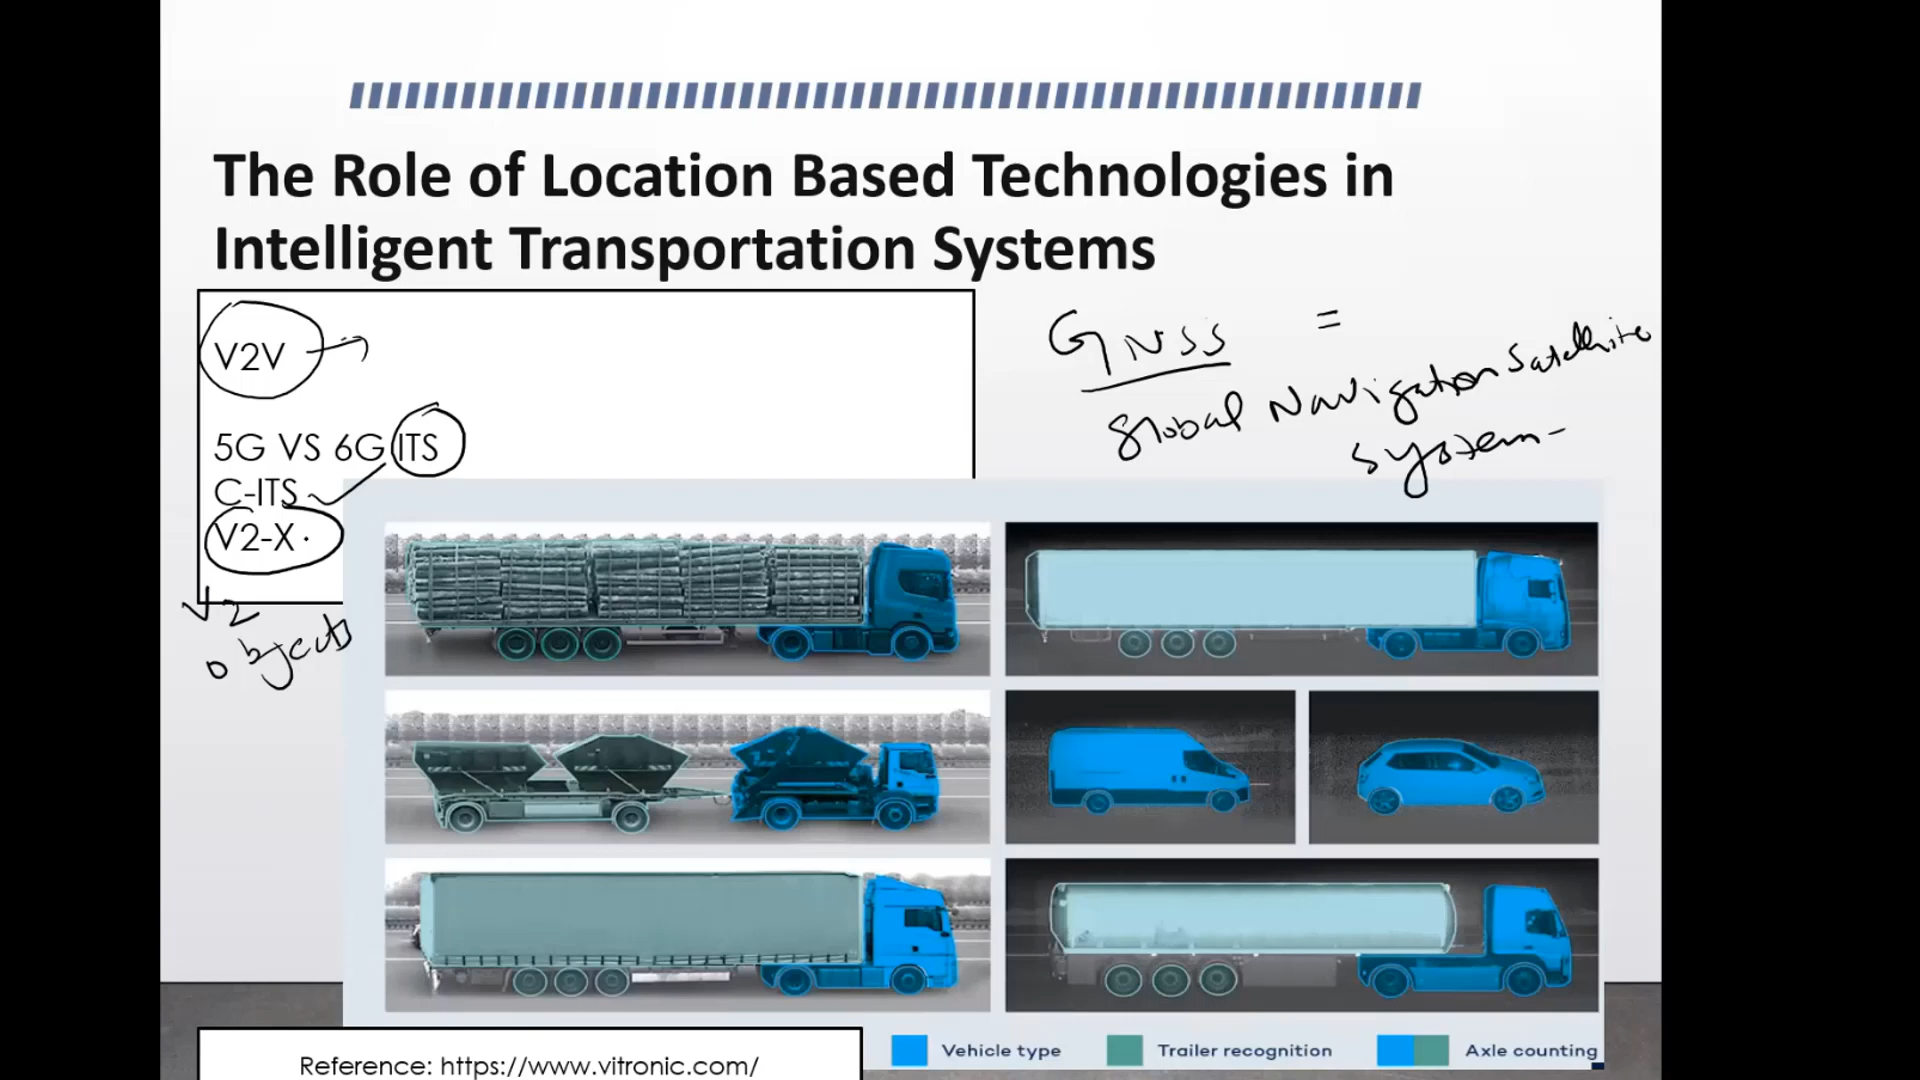 The Role of Location Based Technologies in
Intelligent Transportation Systems
V2V
5G VS 6G ITS
C-ITS
V2-X
V2
objects
GNSS =
Global Navigation Satellite
System
Vehicle type
Trailer recognition
Axle counting
Reference: https://www.vitronic.com/